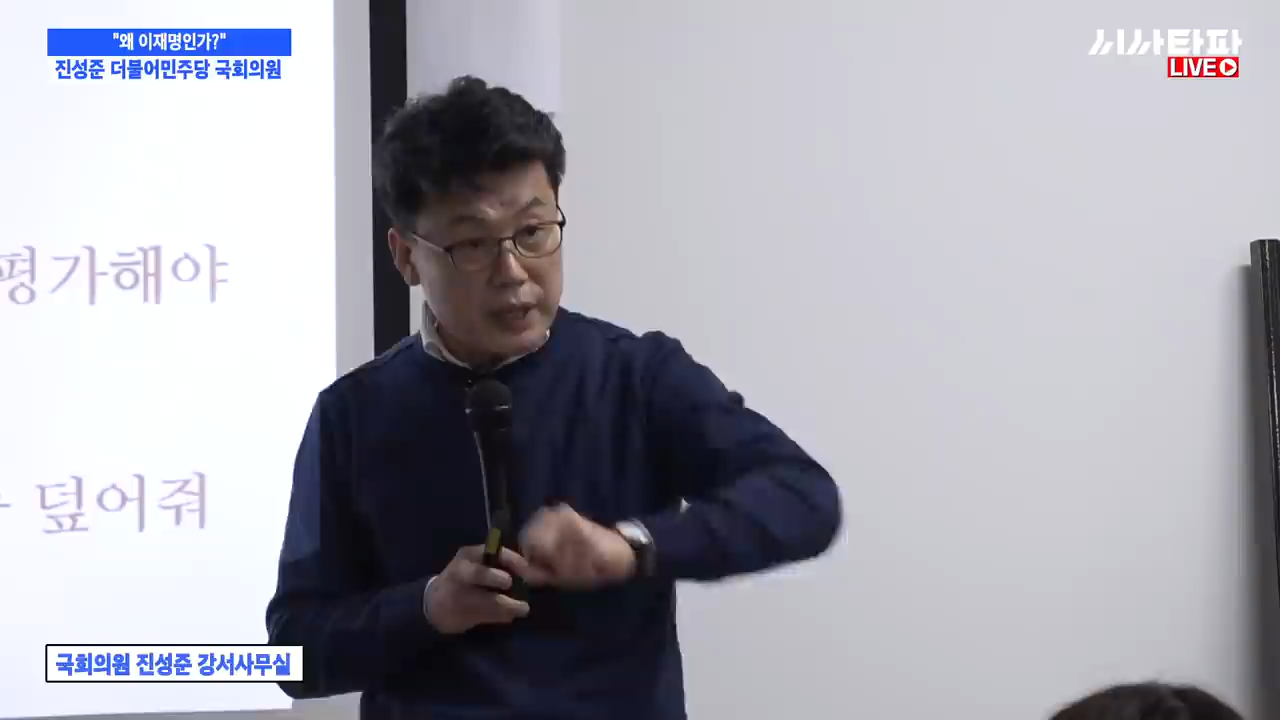 "왜 이재명인가?"
진성준 더불어민주당 국회의원
시사타파
LIVE
평가해야
덮어줘
국회의원 진성준 강서사무실